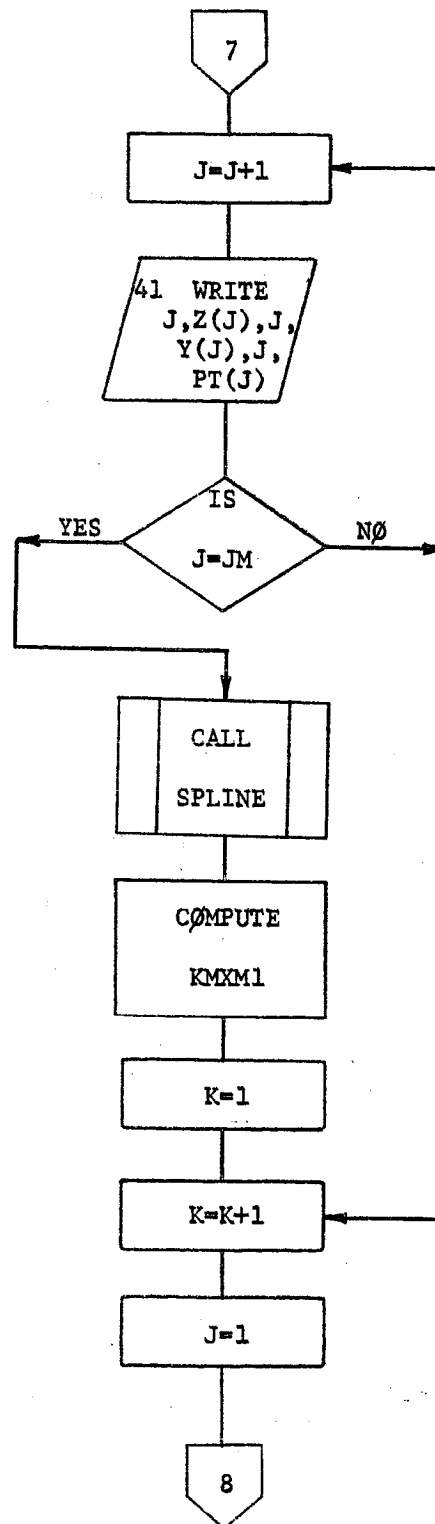 7
J=J+1
41 WRITE
J,Z(J),J,
Y(J),J,
PT(J)
IS
J=JM
YES
NØ
CALL
SPLINE
CØMPUTE
KMXM1
K=1
K=K+1
J=1
8